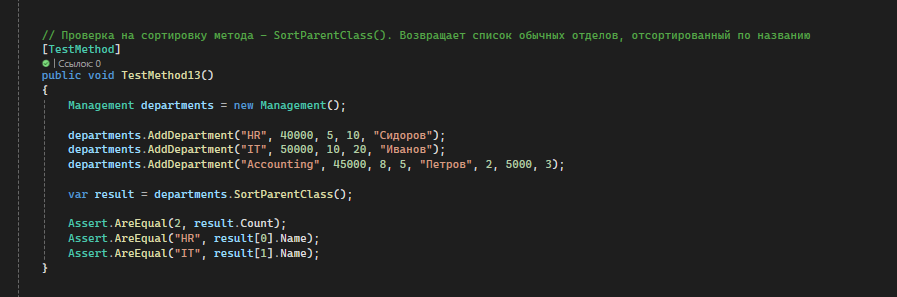 // Проверка на сортировку метода – SortParentClass(). Возвращает список обычных отделов, отсортированный по названию
[TestMethod]
| Ссылок: 0
public void TestMethod13()
{
Management departments = new Management();
departments.AddDepartment("HR", 40000, 5, 10, "Сидоров");
departments.AddDepartment("IT", 50000, 10, 20, "Иванов");
departments.AddDepartment("Accounting", 45000, 8, 5, "Петров", 2, 5000, 3);
var result = departments.SortParentClass();
Assert.AreEqual(2, result.Count);
Assert.AreEqual("HR", result[0].Name);
Assert.AreEqual("IT", result[1].Name);
}